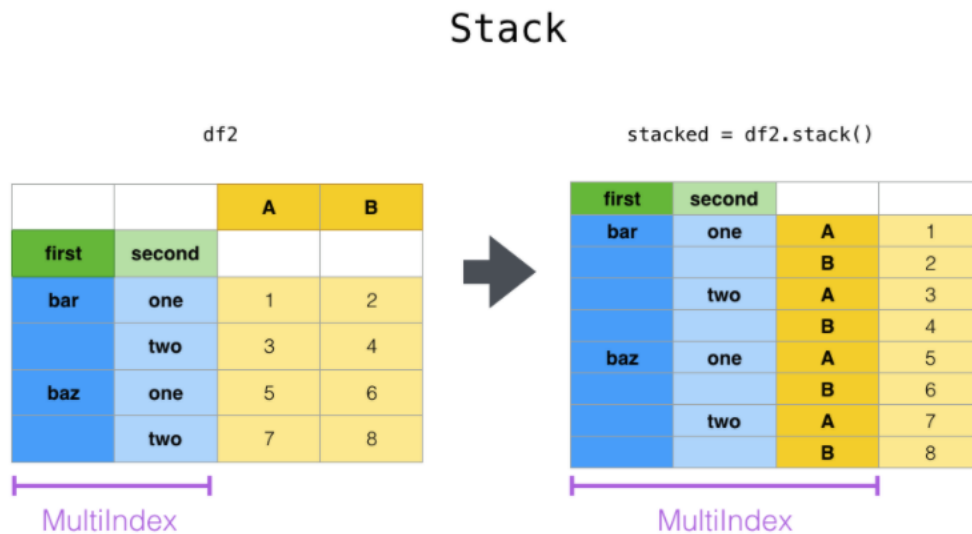 Stack
df2
A B
first second
bar one 1 2
two 3 4
baz one 5 6
two 7 8
MultiIndex
stacked = df2.stack()
first second
bar one A 1
B 2
two A 3
B 4
baz one A 5
B 6
two A 7
B 8
MultiIndex